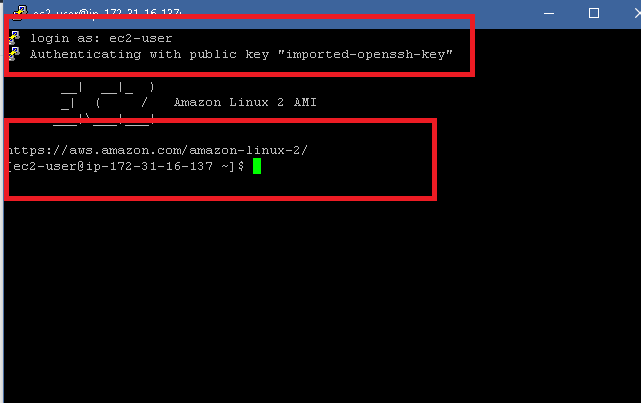 ec2-user@ip-172-31-16-137:
login as: ec2-user
Authenticating with public key "imported-openssh-key"
       __|  __|_  )
       _|  (     /   Amazon Linux 2 AMI
      ___|\___|___|
https://aws.amazon.com/amazon-linux-2/
[ec2-user@ip-172-31-16-137 ~]$